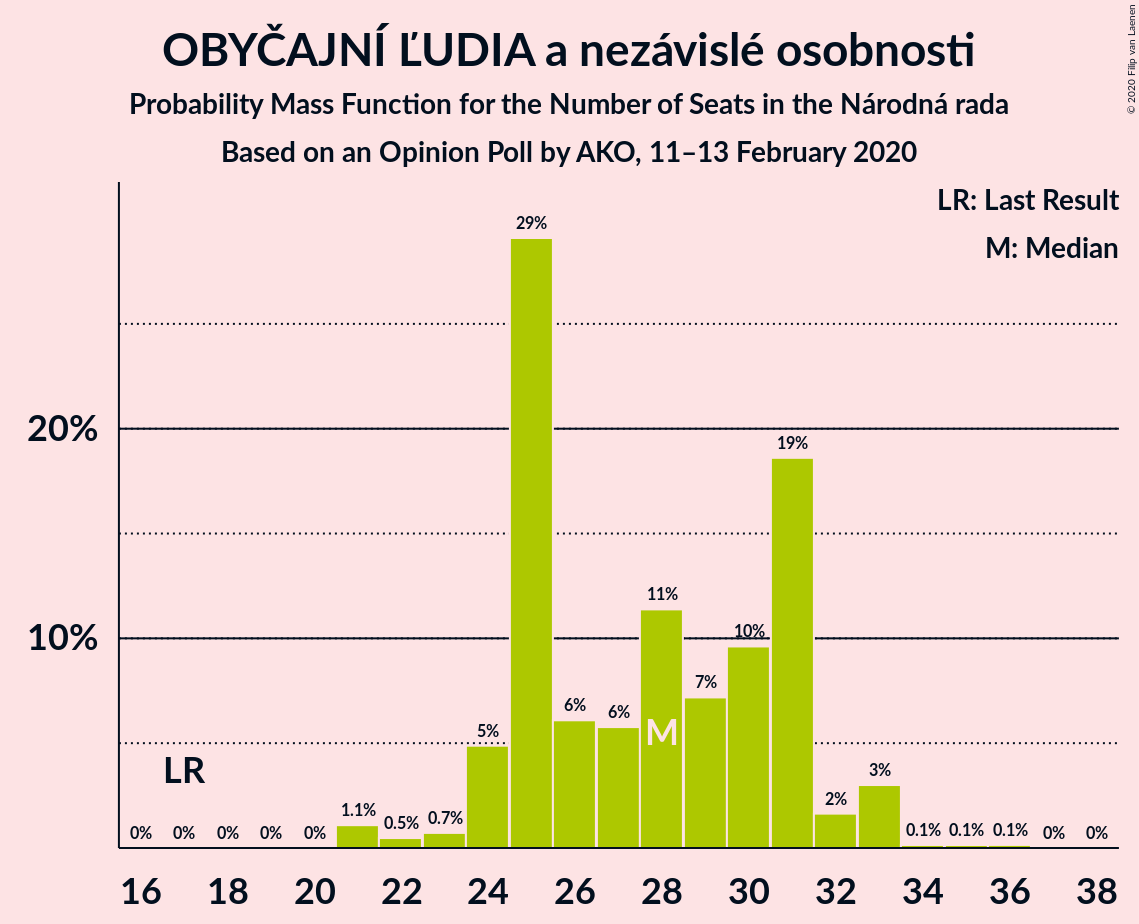 OBYČAJNÍ ĽUDIA a nezávislé osobnosti
Probability Mass Function for the Number of Seats in the Národná rada
Based on an Opinion Poll by AKO, 11–13 February 2020
© 2020 Filip van Laenen
LR: Last Result
M: Median
29%
20%
19%
11%
10%
10%
7%
6%
6%
5%
M
LR
3%
2%
1.1%
0.5%
0.7%
0% 0% 0% 0% 0%
0.1% 0.1% 0.1% 0% 0%
16 18 20 22 24 26 28 30 32 34 36 38